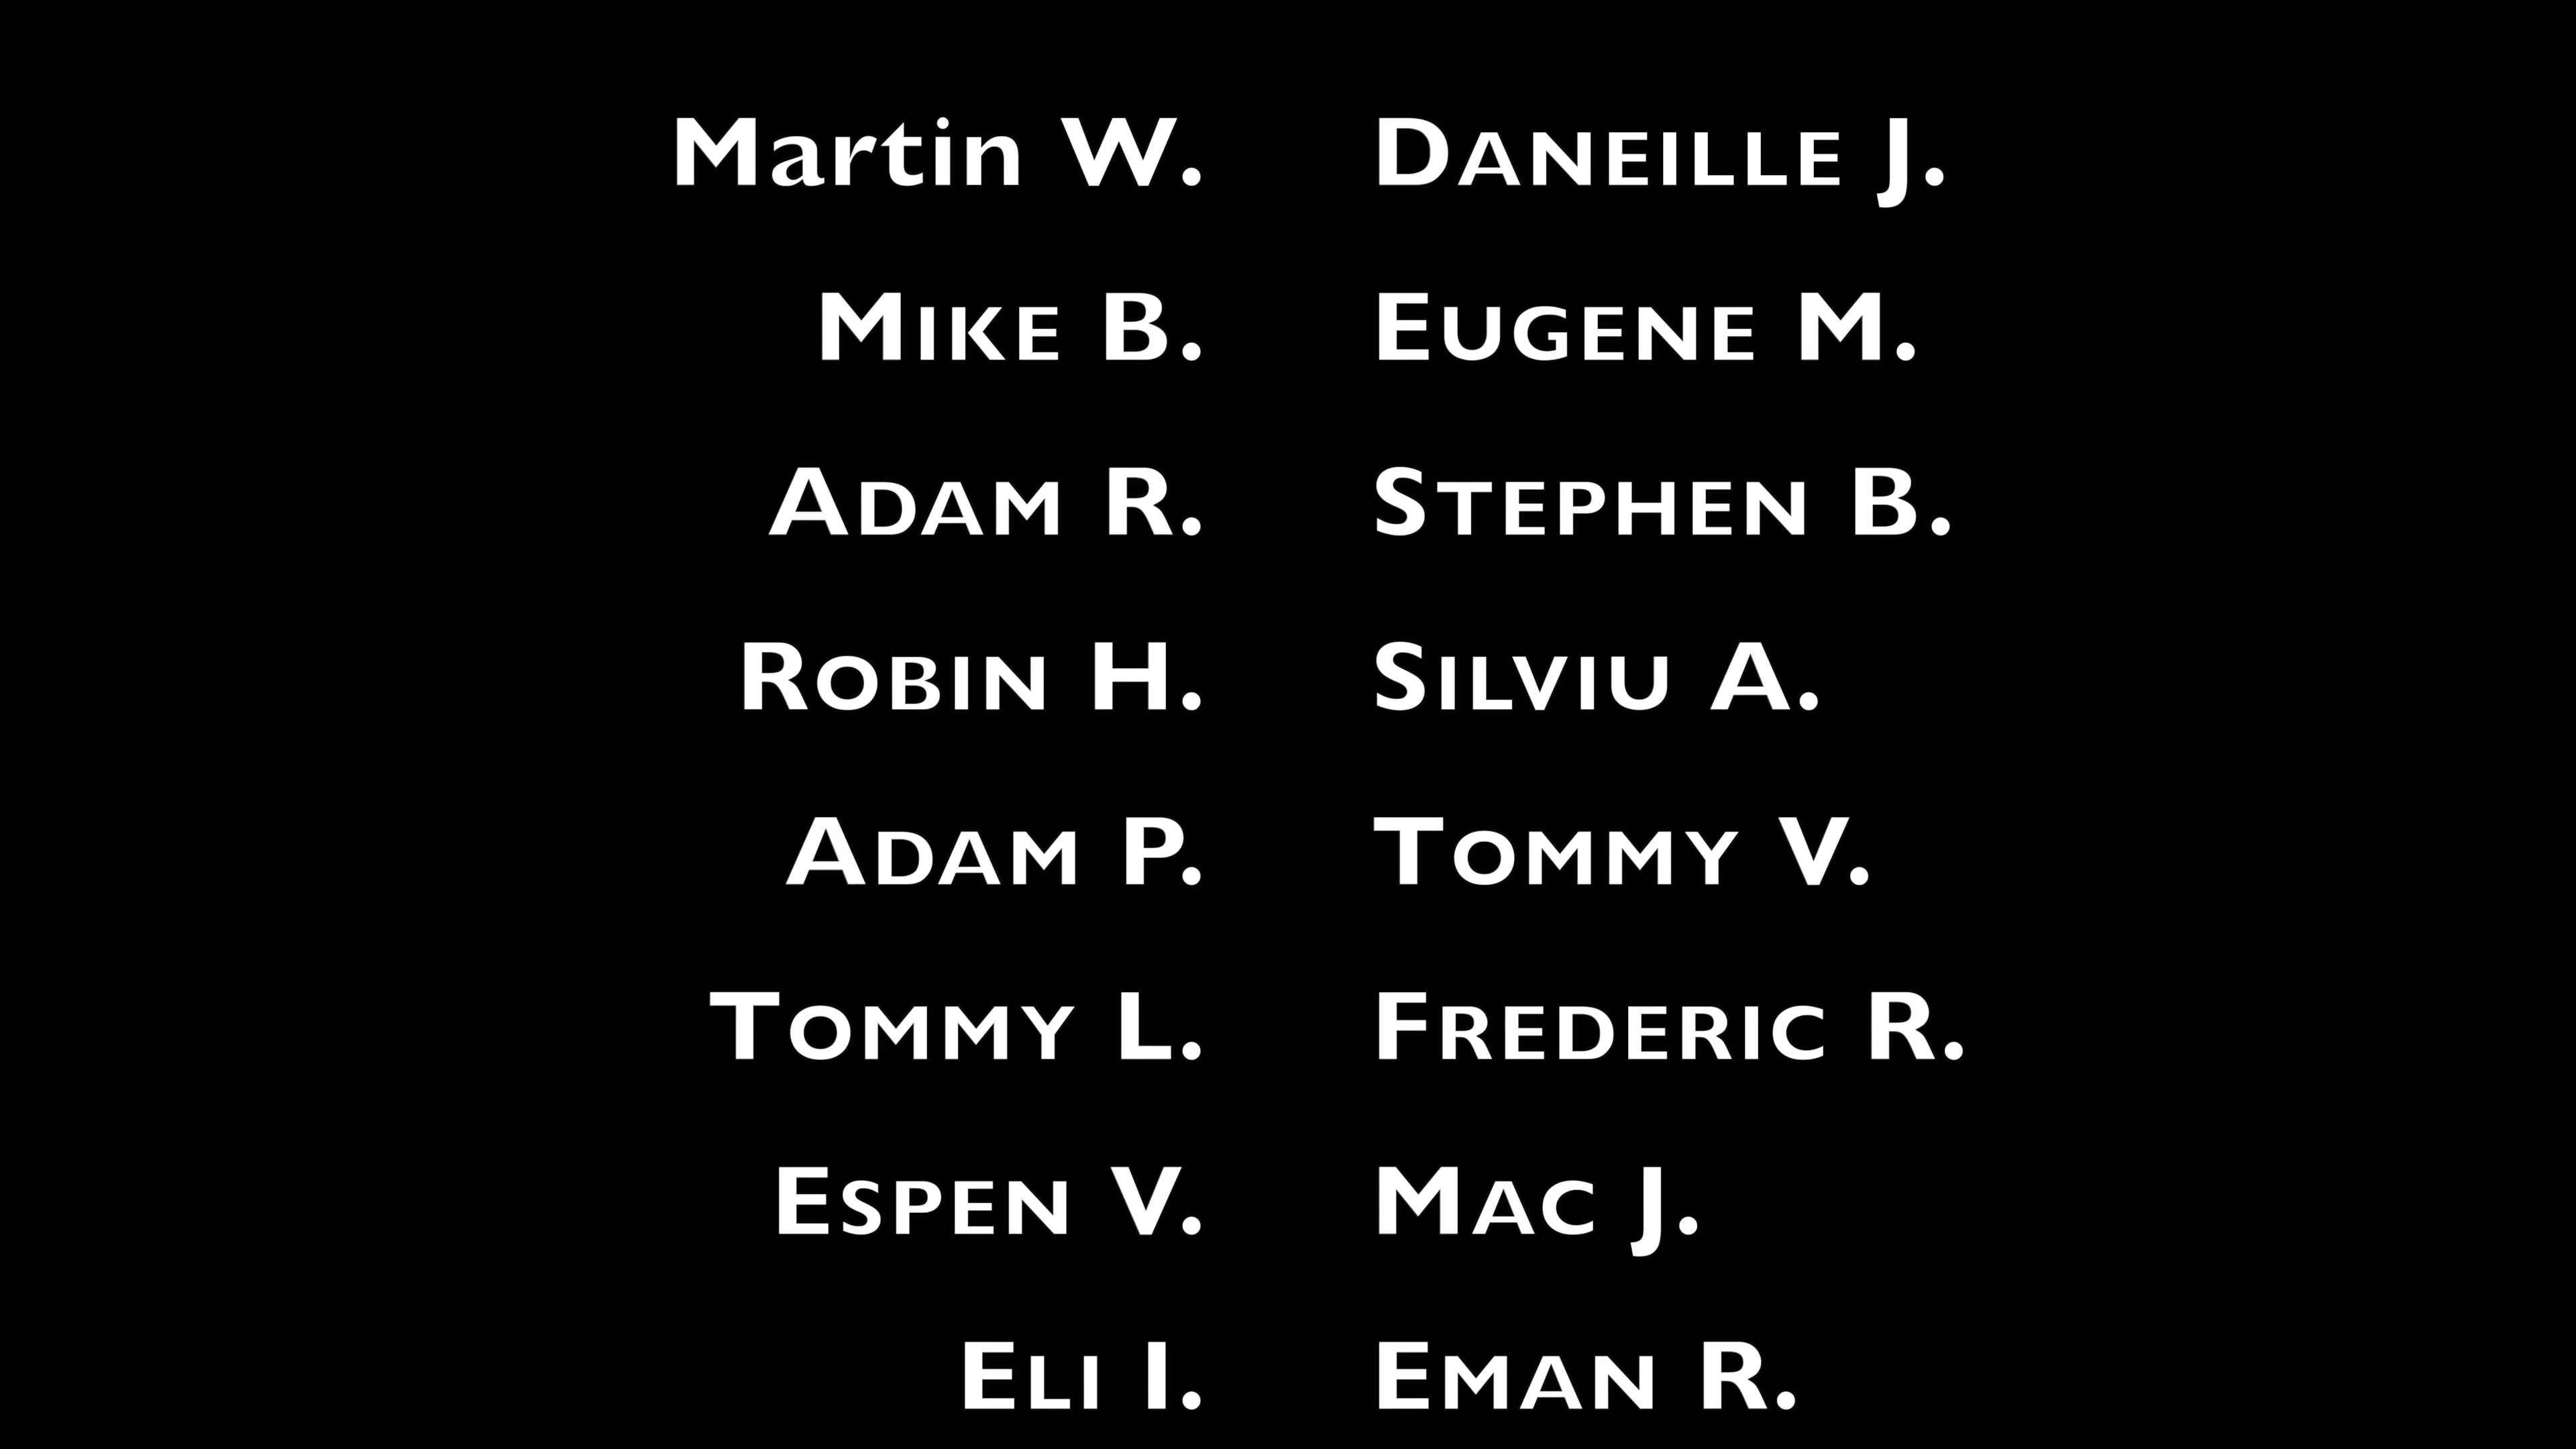 Martin W. DANEILLE J.
MIKE B. EUGENE M.
ADAM R. STEPHEN B.
ROBIN H. SILVIU A.
ADAM P. TOMMY V.
TOMMY L. FREDERIC R.
ESPEN V. MAC J.
ELI I. EMAN R.